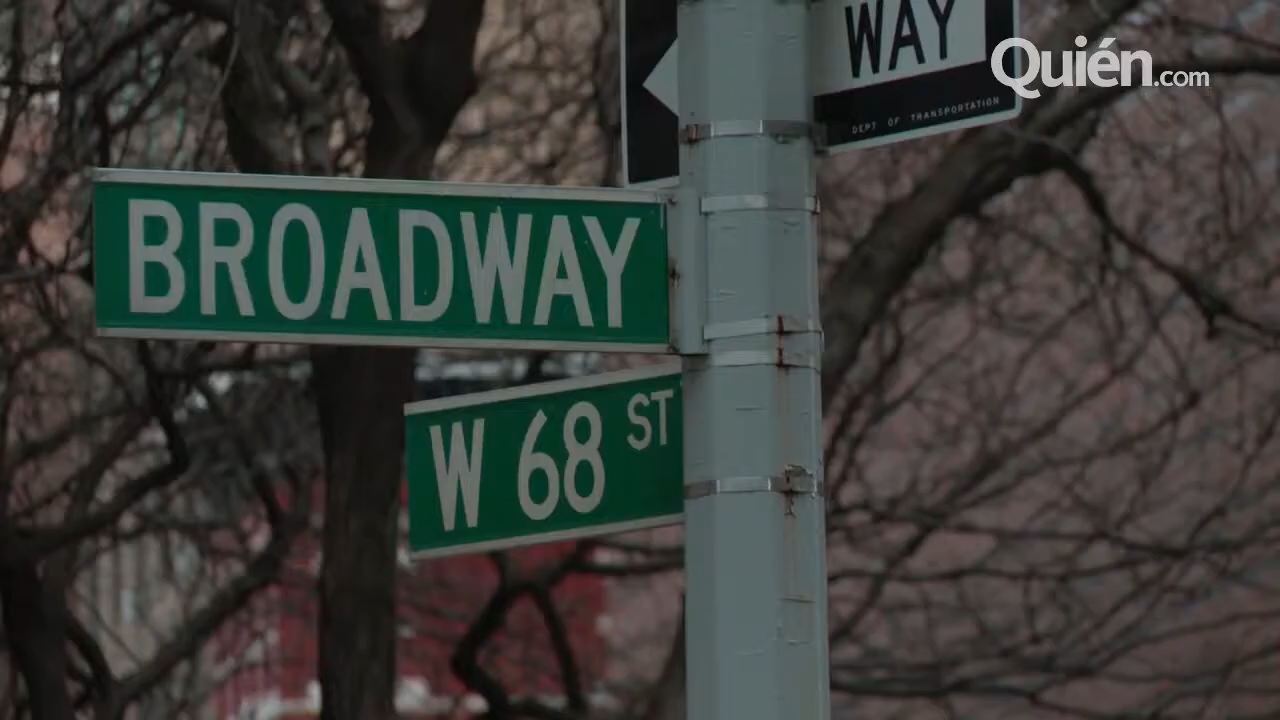 WAY
DEPT OF TRANSPORTATION
Quién.com
BROADWAY
W 68 ST